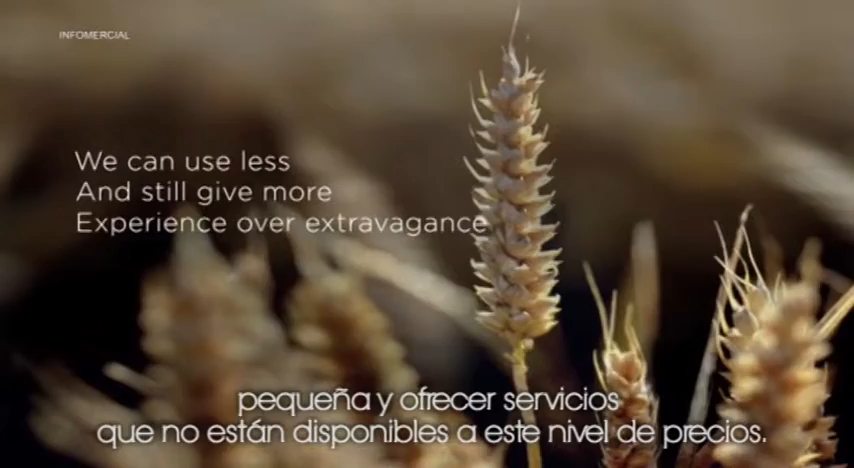 INFOMERCIAL
We can use less
And still give more
Experience over extravagance
pequeña y ofrecer servicios
que no están disponibles a este nivel de precios.